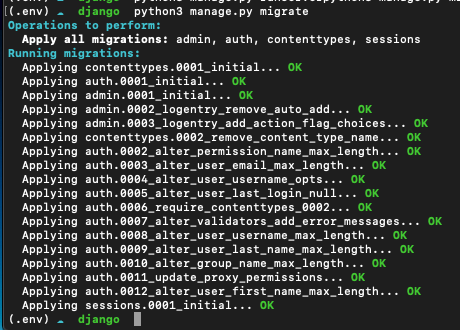 (.env) django python3 manage.py migrate
Operations to perform:
Apply all migrations: admin, auth, contenttypes, sessions
Running migrations:
Applying contenttypes.0001_initial... OK
Applying auth.0001_initial... OK
Applying admin.0001_initial... OK
Applying admin.0002_logentry_remove_auto_add... OK
Applying admin.0003_logentry_add_action_flag_choices... OK
Applying contenttypes.0002_remove_content_type_name... OK
Applying auth.0002_alter_permission_name_max_length... OK
Applying auth.0003_alter_user_email_max_length... OK
Applying auth.0004_alter_user_username_opts... OK
Applying auth.0005_alter_user_last_login_null... OK
Applying auth.0006_require_contenttypes_0002... OK
Applying auth.0007_alter_validators_add_error_messages... OK
Applying auth.0008_alter_user_username_max_length... OK
Applying auth.0009_alter_user_last_name_max_length... OK
Applying auth.0010_alter_group_name_max_length... OK
Applying auth.0011_update_proxy_permissions... OK
Applying auth.0012_alter_user_first_name_max_length... OK
Applying sessions.0001_initial... OK
(.env) django